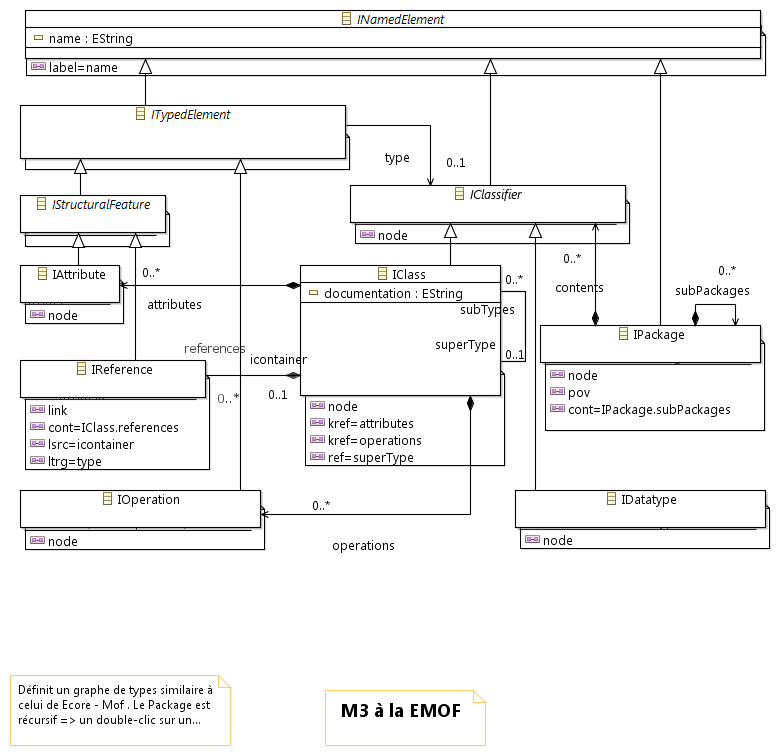 INamedElement
name : EString
label=name
ITypedElement
type
0..1
IClassifier
node
IStructuralFeature
IAttribute
node
0..*
attributes
IClass
documentation : EString
0..*
subTypes
superType
0..1
node
kref=attributes
kref=operations
ref=superType
0..*
contents
0..*
subPackages
IPackage
node
pov
cont=IPackage.subPackages
references
icontainer
0..*
0..1
IReference
link
cont=IClass.references
lsrc=icontainer
ltrg=type
IOperation
node
0..*
operations
IDatatype
node
Définit un graphe de types similaire à
celui de Ecore - Mof . Le Package est
récursif => un double-clic sur un...
M3 à la EMOF